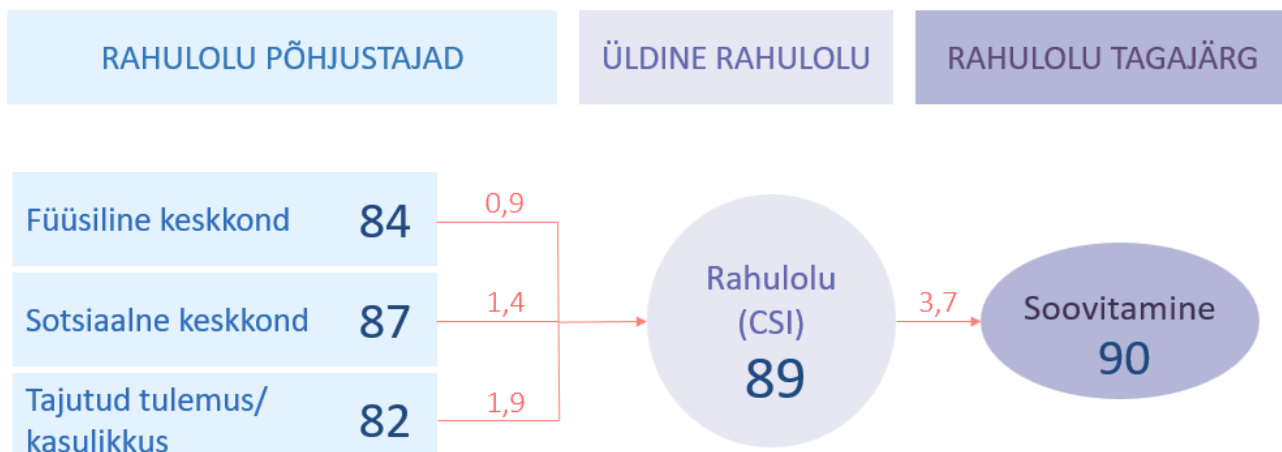 RAHULOLU PÕHJUSTAJAD
ÜLDINE RAHULOLU
RAHULOLU TAGAJÄRG
Füüsiline keskkond 84
0,9
Sotsiaalne keskkond 87
1,4
Tajutud tulemus/
kasulikkus 82
1,9
Rahulolu
(CSI)
89
3,7
Soovitamine
90